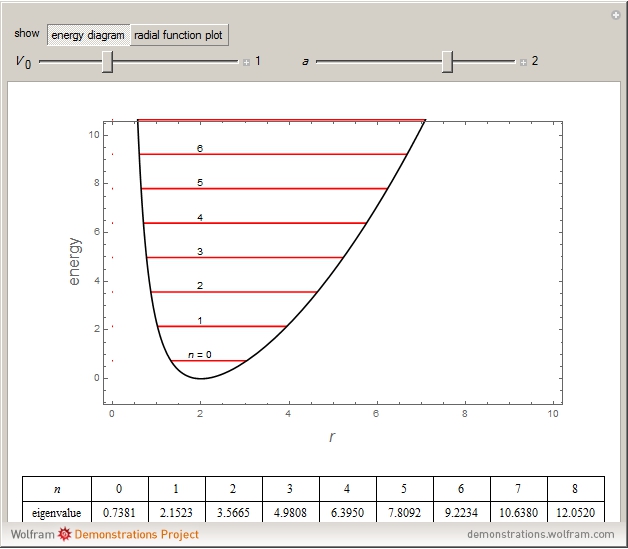 show energy diagram radial function plot
V0 1 a 2
10
8
6
4
2
0
energy
6
5
4
3
2
1
n = 0
0 2 4 6 8 10
r
n 0 1 2 3 4 5 6 7 8
eigenvalue 0.7381 2.1523 3.5665 4.9808 6.3950 7.8092 9.2234 10.6380 12.0520
Wolfram Demonstrations Project demonstrations.wolfram.com